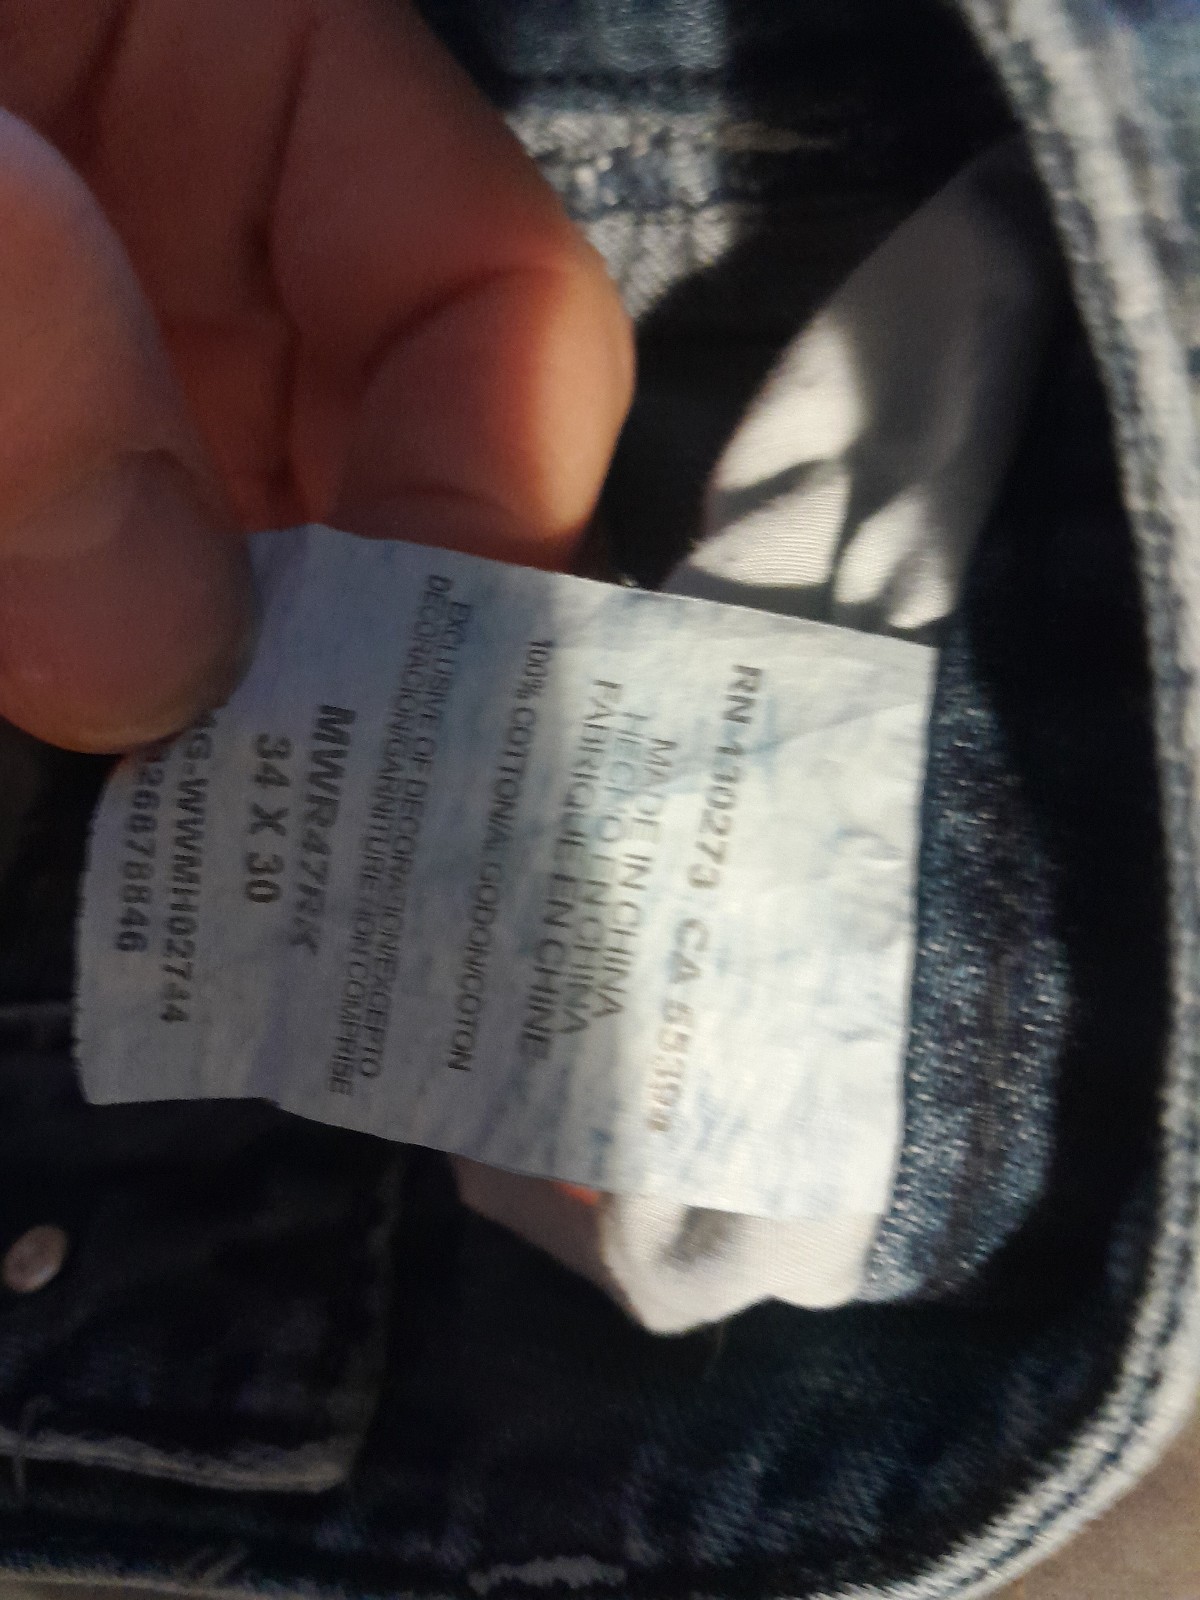 RN 130273 CA 55394
MADE IN CHINA
HECHO EN CHINA
FABRIQUE EN CHINE
100% COTTON/ALGODON/COTON
EXCLUSIVE OF DECORATION/EXCEPTO
DECORACION/GARNITURE NON COMPRISE
MWR47RK
34 X 30